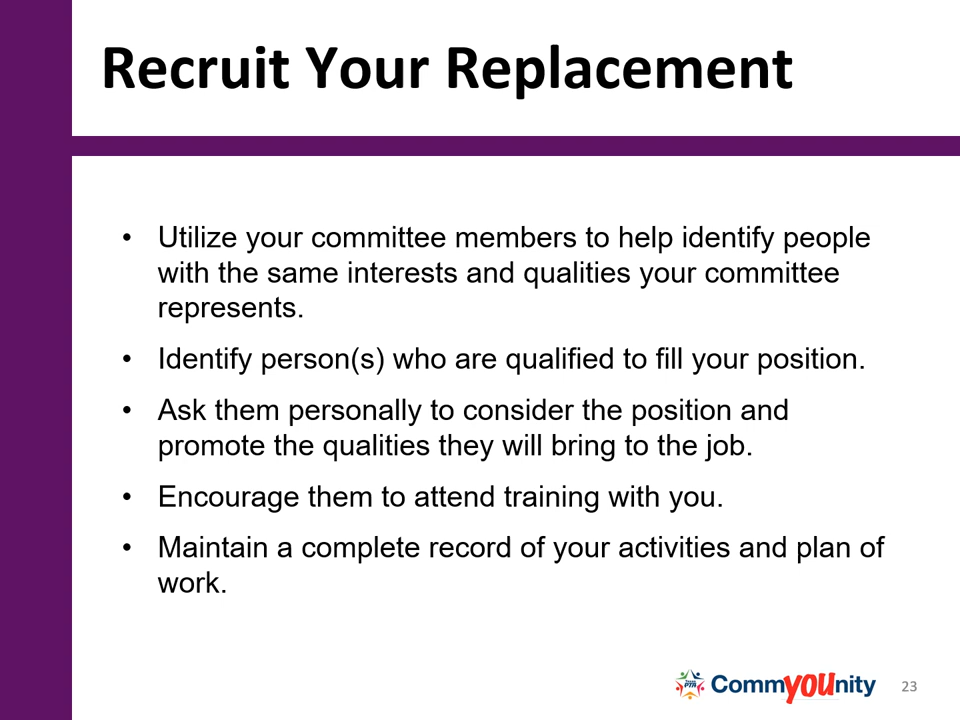 Recruit Your Replacement
• Utilize your committee members to help identify people
with the same interests and qualities your committee
represents.
• Identify person(s) who are qualified to fill your position.
• Ask them personally to consider the position and
promote the qualities they will bring to the job.
• Encourage them to attend training with you.
• Maintain a complete record of your activities and plan of
work.
PTA
CommYOUnity
23